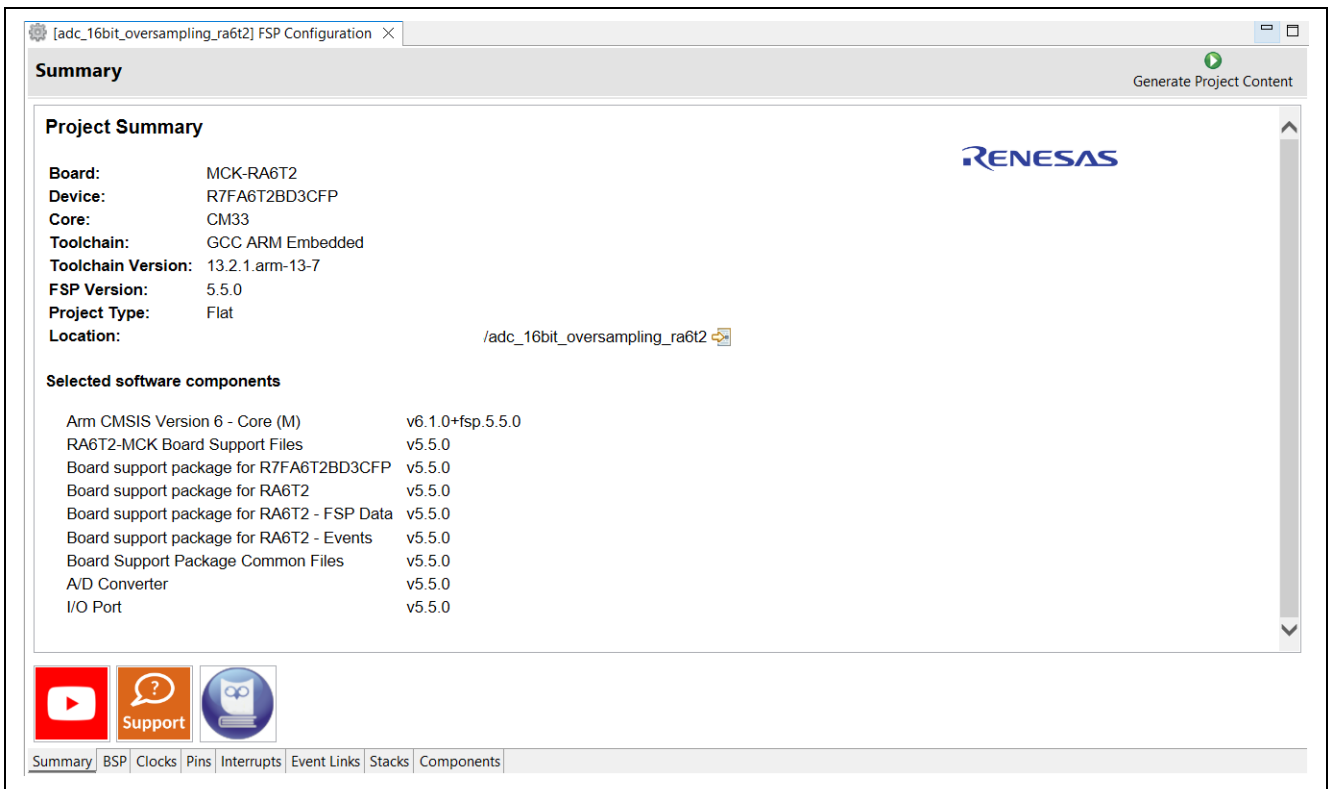 [adc_16bit_oversampling_ra6t2] FSP Configuration
Summary
Generate Project Content
Project Summary
RENESAS
Board: MCK-RA6T2
Device: R7FA6T2BD3CFP
Core: CM33
Toolchain: GCC ARM Embedded
Toolchain Version: 13.2.1.arm-13-7
FSP Version: 5.5.0
Project Type: Flat
Location: /adc_16bit_oversampling_ra6t2
Selected software components
Arm CMSIS Version 6 - Core (M) v6.1.0+fsp.5.5.0
RA6T2-MCK Board Support Files v5.5.0
Board support package for R7FA6T2BD3CFP v5.5.0
Board support package for RA6T2 v5.5.0
Board support package for RA6T2 - FSP Data v5.5.0
Board support package for RA6T2 - Events v5.5.0
Board Support Package Common Files v5.5.0
A/D Converter v5.5.0
I/O Port v5.5.0
?
Support
Summary BSP Clocks Pins Interrupts Event Links Stacks Components